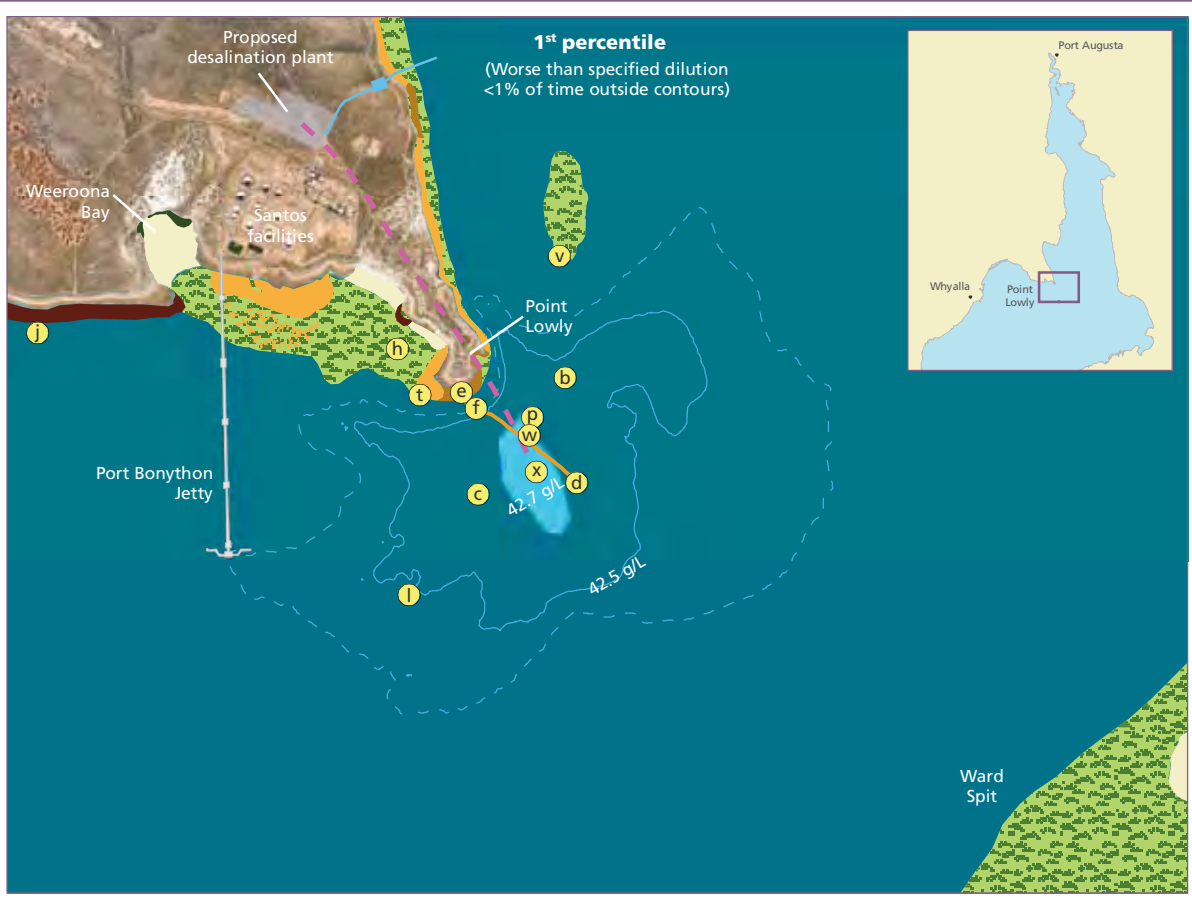 Proposed
desalination plant
1st percentile
(Worse than specified dilution
<1% of time outside contours)
Port Augusta
Weeroona
Bay
Santos
facilities
v
Whyalla
Point
Lowly
Point
Lowly
j
h
b
t
e
f
p
w
x
d
c
42.7 g/L
Port Bonython
Jetty
42.5 g/L
l
Ward
Spit